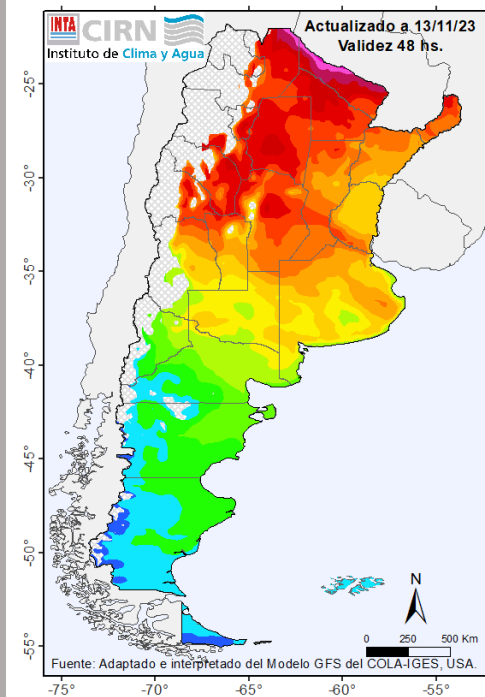 INTA CIRN
Instituto de Clima y Agua
Actualizado a 13/11/23
Validez 48 hs.
-25°
-30°
-35°
-40°
-45°
-50°
-55°
N
0 250 500 Km
Fuente: Adaptado e interpretado del Modelo GFS del COLA-IGES, USA.
-75° -70° -65° -60° -55°